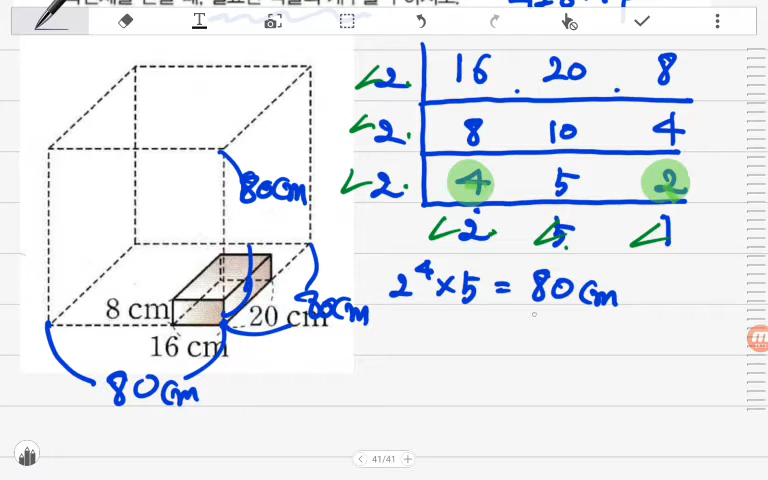 ∠2. 16 . 20 . 8
∠2. 8 10 4
∠2. 4 5 2
∠2. ∠5. ∠1
2⁴×5=80cm
80cm
8 cm
20 cm
80cm
16 cm
80cm
41/41